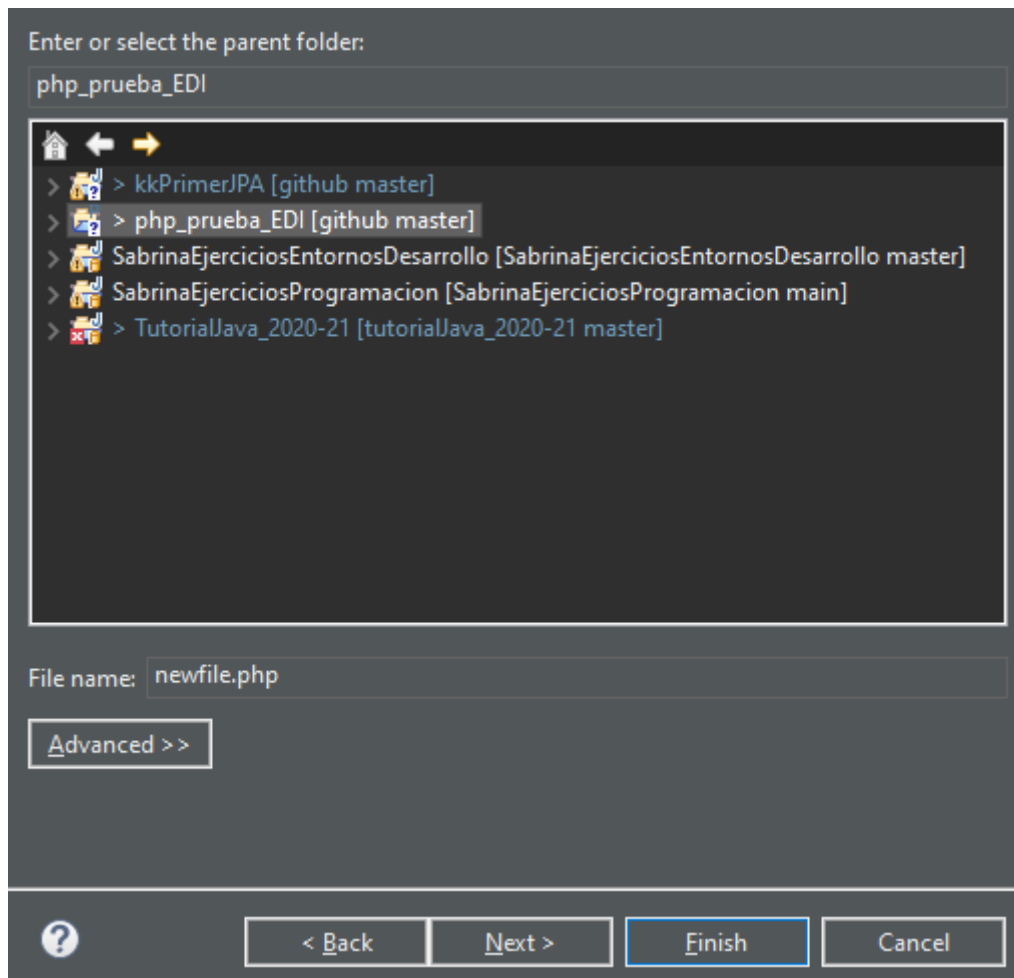 Enter or select the parent folder:
php_prueba_EDI
> kkPrimerJPA [github master]
> php_prueba_EDI [github master]
SabrinaEjerciciosEntornosDesarrollo [SabrinaEjerciciosEntornosDesarrollo master]
SabrinaEjerciciosProgramacion [SabrinaEjerciciosProgramacion main]
> TutorialJava_2020-21 [tutorialJava_2020-21 master]
File name: newfile.php
Advanced >>
? < Back Next > Finish Cancel